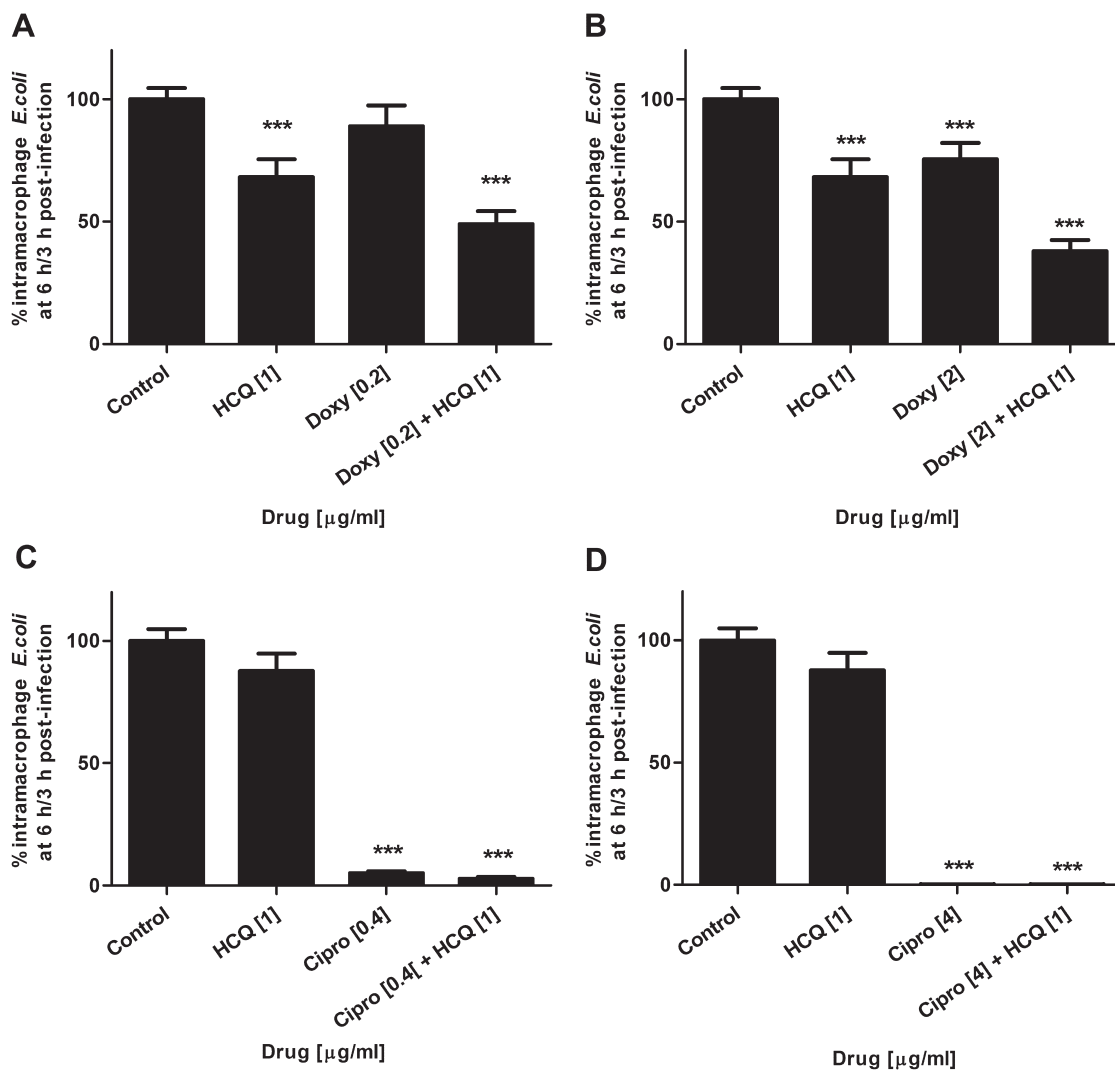 A
%intramacrophage E.coli
at 6 h/3 h post-infection
100
50
0
***
***
Control
HCQ [1]
Doxy [0.2]
Doxy [0.2] + HCQ [1]
Drug [μg/ml]
B
%intramacrophage E.coli
at 6 h/3 h post-infection
100
50
0
***
***
***
Control
HCQ [1]
Doxy [2]
Doxy [2] + HCQ [1]
Drug [μg/ml]
C
%intramacrophage E.coli
at 6 h/3 h post-infection
100
50
0
***
***
Control
HCQ [1]
Cipro [0.4]
Cipro [0.4[ + HCQ [1]
Drug [μg/ml]
D
%intramacrophage E.coli
at 6 h/3 h post-infection
100
50
0
***
***
Control
HCQ [1]
Cipro [4]
Cipro [4] + HCQ [1]
Drug [μg/ml]